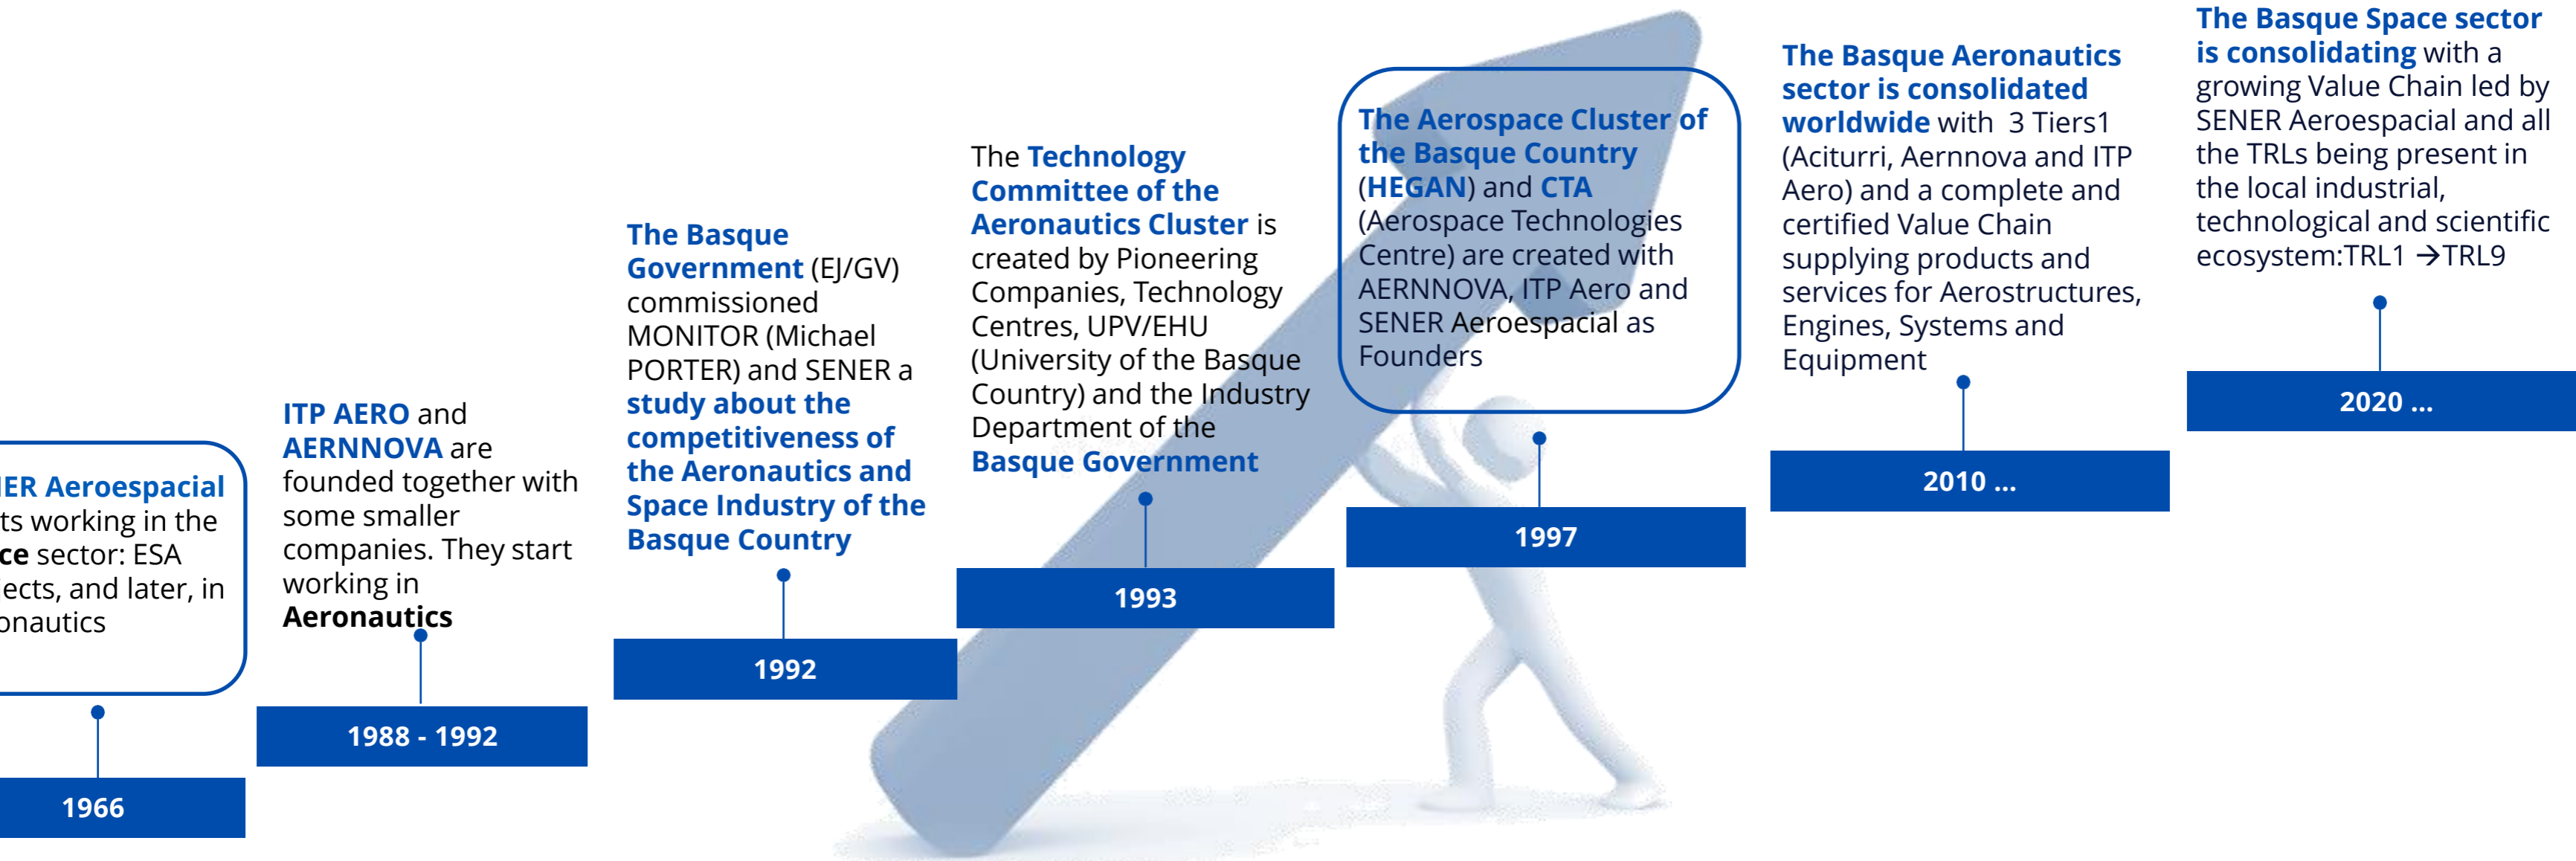 ER Aeroespacial
ts working in the
ce sector: ESA
jects, and later, in
onautics
1966
ITP AERO and
AERNNOVA are
founded together with
some smaller
companies. They start
working in
Aeronautics
1988 - 1992
The Basque
Government (EJ/GV)
commissioned
MONITOR (Michael
PORTER) and SENER a
study about the
competitiveness of
the Aeronautics and
Space Industry of the
Basque Country
1992
The Technology
Committee of the
Aeronautics Cluster is
created by Pioneering
Companies, Technology
Centres, UPV/EHU
(University of the Basque
Country) and the Industry
Department of the
Basque Government
1993
The Aerospace Cluster of
the Basque Country
(HEGAN) and CTA
(Aerospace Technologies
Centre) are created with
AERNNOVA, ITP Aero and
SENER Aeroespacial as
Founders
1997
The Basque Aeronautics
sector is consolidated
worldwide with 3 Tiers1
(Aciturri, Aernnova and ITP
Aero) and a complete and
certified Value Chain
supplying products and
services for Aerostructures,
Engines, Systems and
Equipment
2010 ...
The Basque Space sector
is consolidating with a
growing Value Chain led by
SENER Aeroespacial and all
the TRLs being present in
the local industrial,
technological and scientific
ecosystem:TRL1 →TRL9
2020 ...